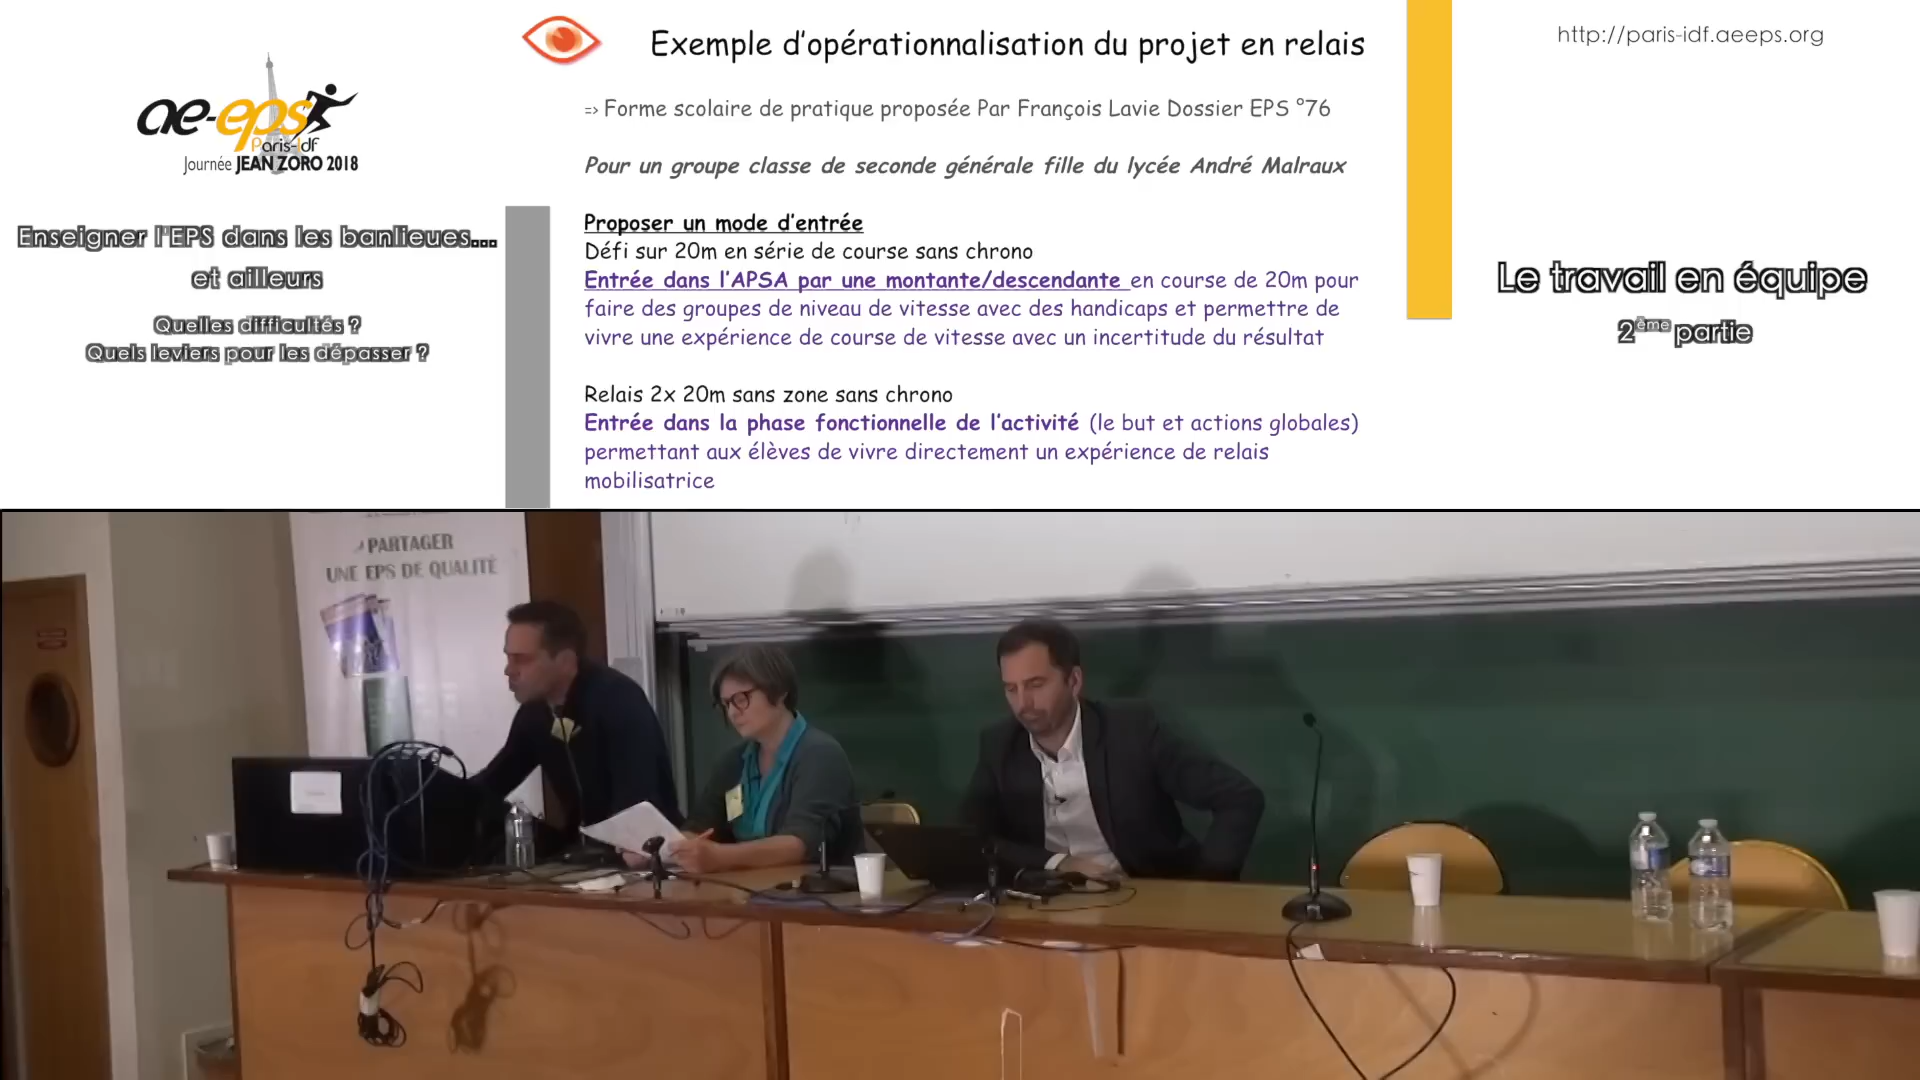 ae-eps
Paris-Idf
Journée JEAN ZORO 2018
Enseigner l'EPS dans les banlieues...
et ailleurs
Quelles difficultés ?
Quels leviers pour les dépasser ?
Exemple d'opérationnalisation du projet en relais
=> Forme scolaire de pratique proposée Par François Lavie Dossier EPS °76
Pour un groupe classe de seconde générale fille du lycée André Malraux
Proposer un mode d'entrée
Défi sur 20m en série de course sans chrono
Entrée dans l'APSA par une montante/descendante en course de 20m pour
faire des groupes de niveau de vitesse avec des handicaps et permettre de
vivre une expérience de course de vitesse avec un incertitude du résultat
Relais 2x 20m sans zone sans chrono
Entrée dans la phase fonctionnelle de l'activité (le but et actions globales)
permettant aux élèves de vivre directement un expérience de relais
mobilisatrice
http://paris-idf.aeeps.org
Le travail en équipe
2ème partie
PARTAGER
UNE EPS DE QUALITÉ